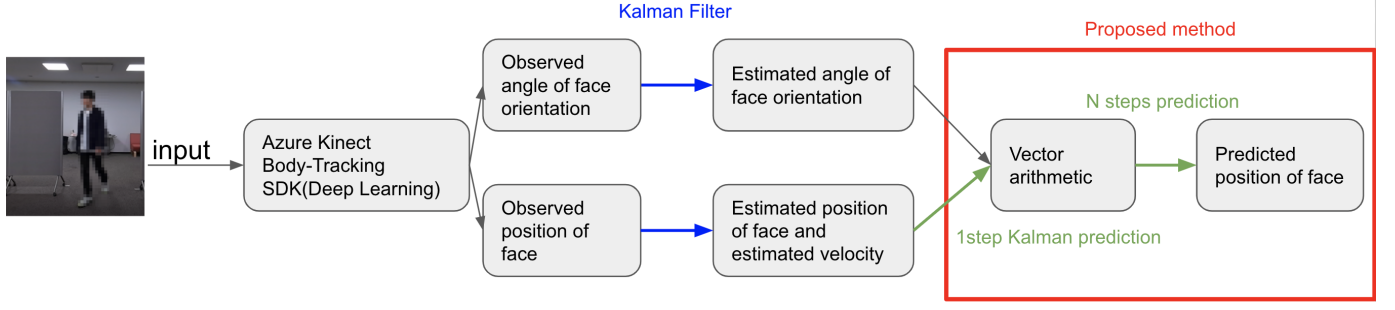 Kalman Filter
Proposed method
input
Azure Kinect
Body-Tracking
SDK(Deep Learning)
Observed
angle of face
orientation
Estimated angle of
face orientation
Observed
position of
face
Estimated position
of face and
estimated velocity
N steps prediction
Vector
arithmetic
Predicted
position of face
1step Kalman prediction